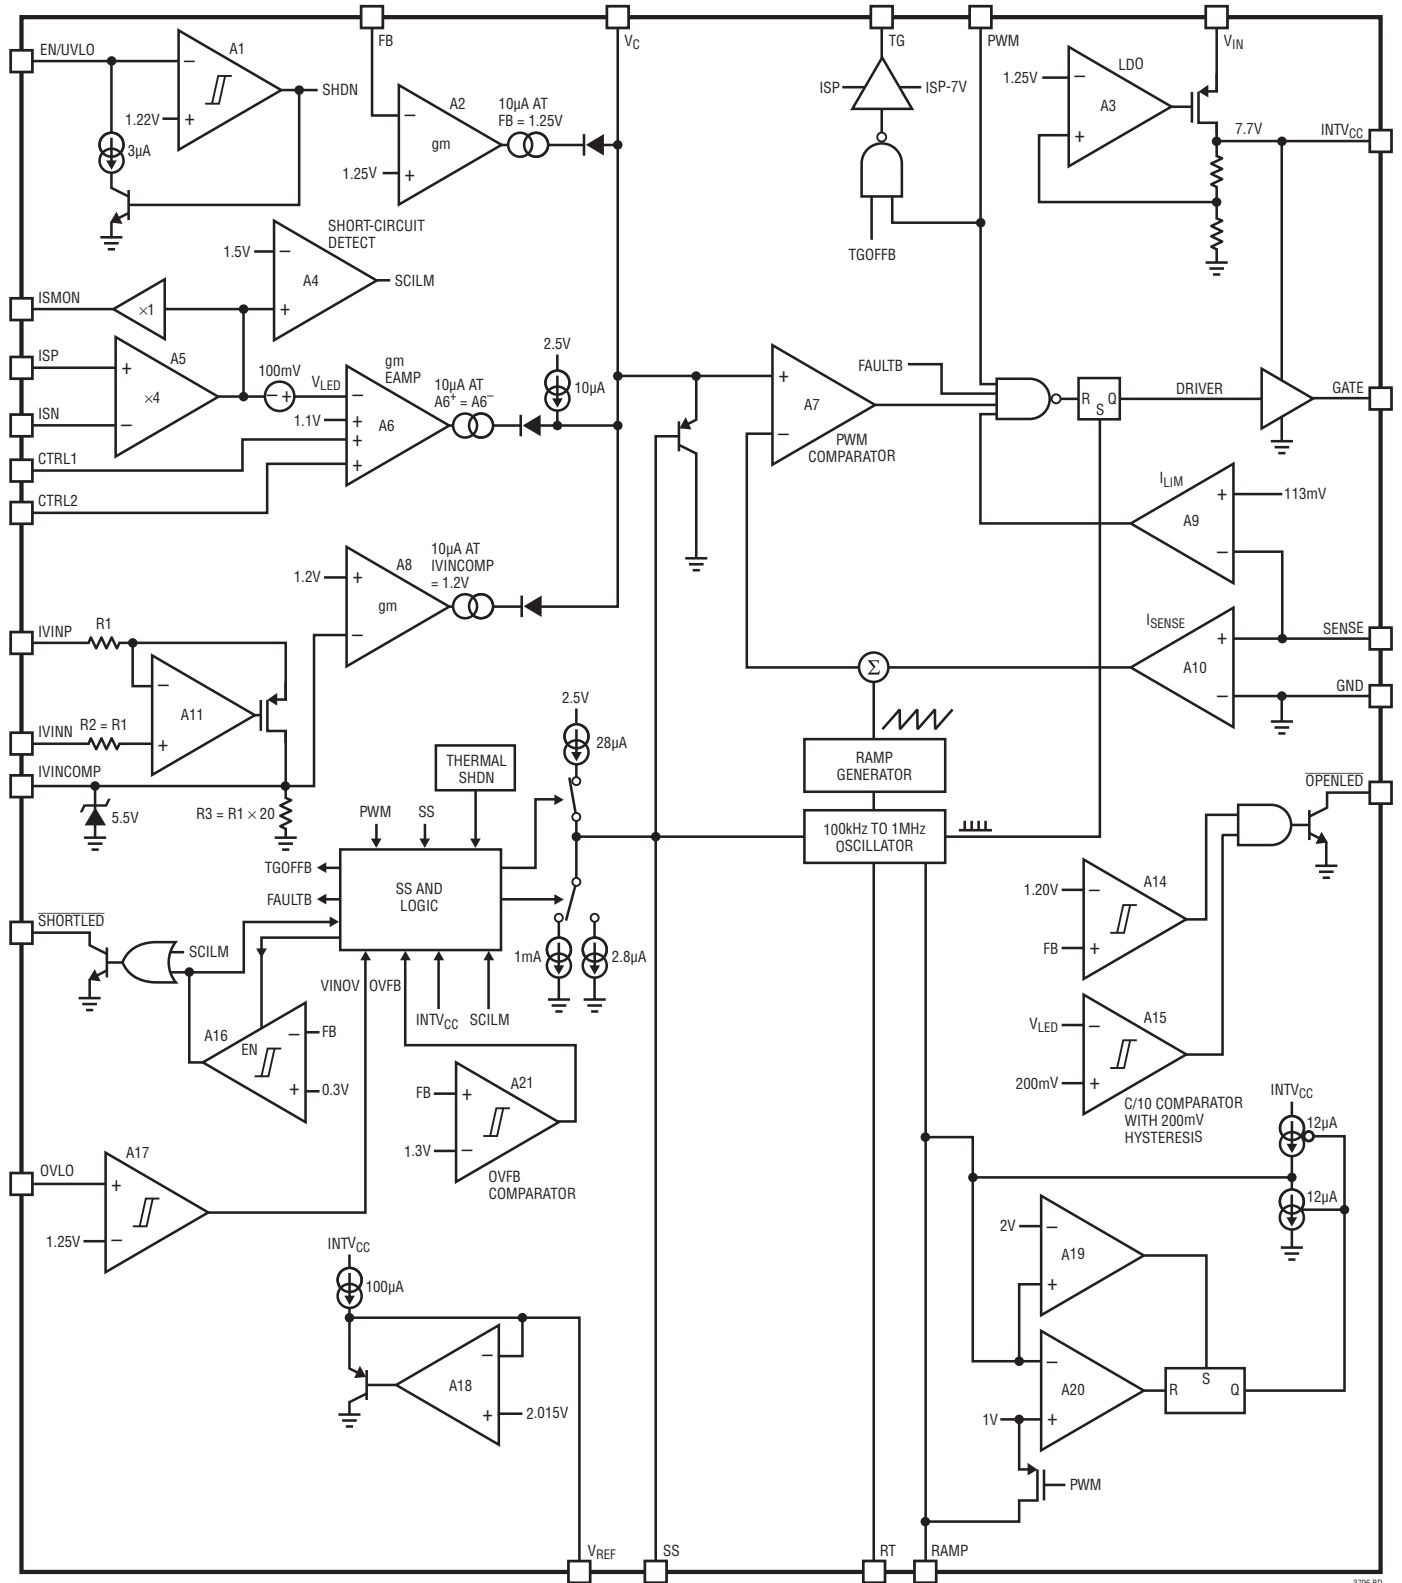 FB
VC
TG
PWM
VIN
EN/UVLO
A1
SHDN
1.22V
3µA
A2
gm
1.25V
10µA AT
FB = 1.25V
ISP
ISP-7V
TGOFFB
1.25V
LDO
A3
7.7V
INTVCC
SHORT-CIRCUIT
DETECT
1.5V
A4
SCILM
ISMON
×1
ISP
A5
×4
ISN
100mV
VLED
gm
EAMP
1.1V
A6
10µA AT
A6+ = A6–
2.5V
10µA
CTRL1
CTRL2
A7
PWM
COMPARATOR
FAULTB
R
S
Q
DRIVER
GATE
ILIM
A9
113mV
1.2V
A8
gm
10µA AT
IVINCOMP
= 1.2V
ISENSE
A10
SENSE
GND
IVINP
R1
A11
IVINN
R2 = R1
IVINCOMP
5.5V
R3 = R1 × 20
2.5V
28µA
Σ
RAMP
GENERATOR
100kHz TO 1MHz
OSCILLATOR
THERMAL
SHDN
PWM
SS
TGOFFB
FAULTB
SS AND
LOGIC
1mA
2.8µA
OPENLED
1.20V
A14
FB
SHORTLED
SCILM
VINOV
OVFB
INTVCC
SCILM
A16
EN
FB
0.3V
FB
A21
1.3V
OVFB
COMPARATOR
VLED
A15
200mV
C/10 COMPARATOR
WITH 200mV
HYSTERESIS
INTVCC
12µA
12µA
OVLO
A17
1.25V
2V
A19
INTVCC
100µA
A18
2.015V
A20
1V
R
S
Q
PWM
VREF
SS
RT
RAMP
3796 BD